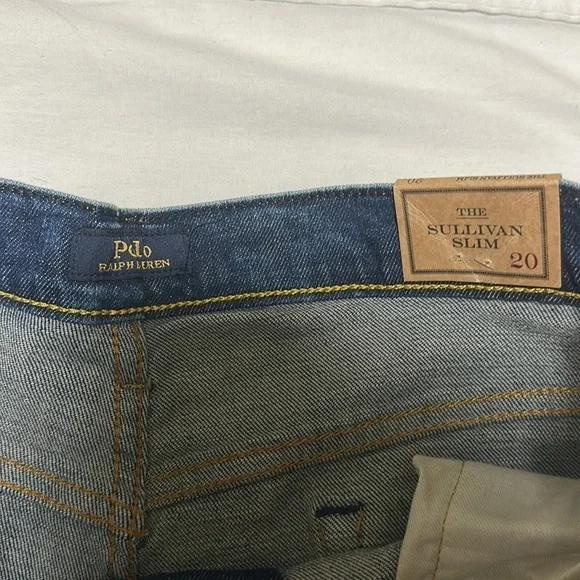 Polo
RALPH LAUREN
THE
SULLIVAN
SLIM
20